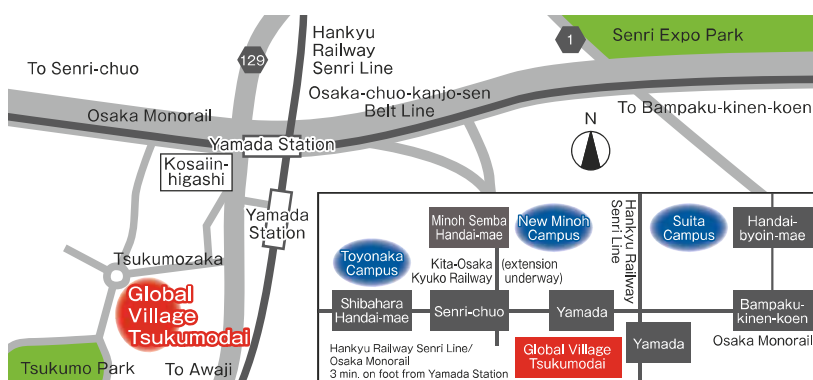 Hankyu
Railway
Senri Line
1
Senri Expo Park
To Senri-chuo
129
Osaka-chuo-kanjo-sen
Belt Line
To Bampaku-kinen-koen
Osaka Monorail
Yamada Station
N
Kosaiin-
higashi
Yamada
Station
Tsukumozaka
Global
Village
Tsukumodai
Tsukumo Park
To Awaji
Minoh Semba
Handai-mae
New Minoh
Campus
Hankyu Railway
Senri Line
Suita
Campus
Handai-
byoin-mae
Toyonaka
Campus
Kita-Osaka
Kyuko Railway
(extension
underway)
Shibahara
Handai-mae
Senri-chuo
Yamada
Bampaku-
kinen-koen
Osaka Monorail
Hankyu Railway Senri Line/
Osaka Monorail
3 min. on foot from Yamada Station
Global Village
Tsukumodai
Yamada